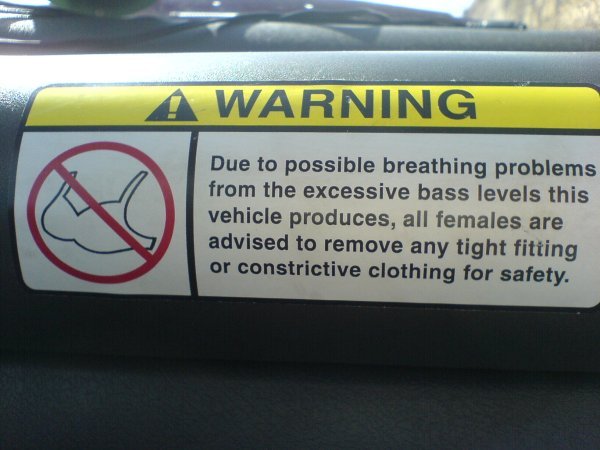 WARNING
Due to possible breathing problems
from the excessive bass levels this
vehicle produces, all females are
advised to remove any tight fitting
or constrictive clothing for safety.